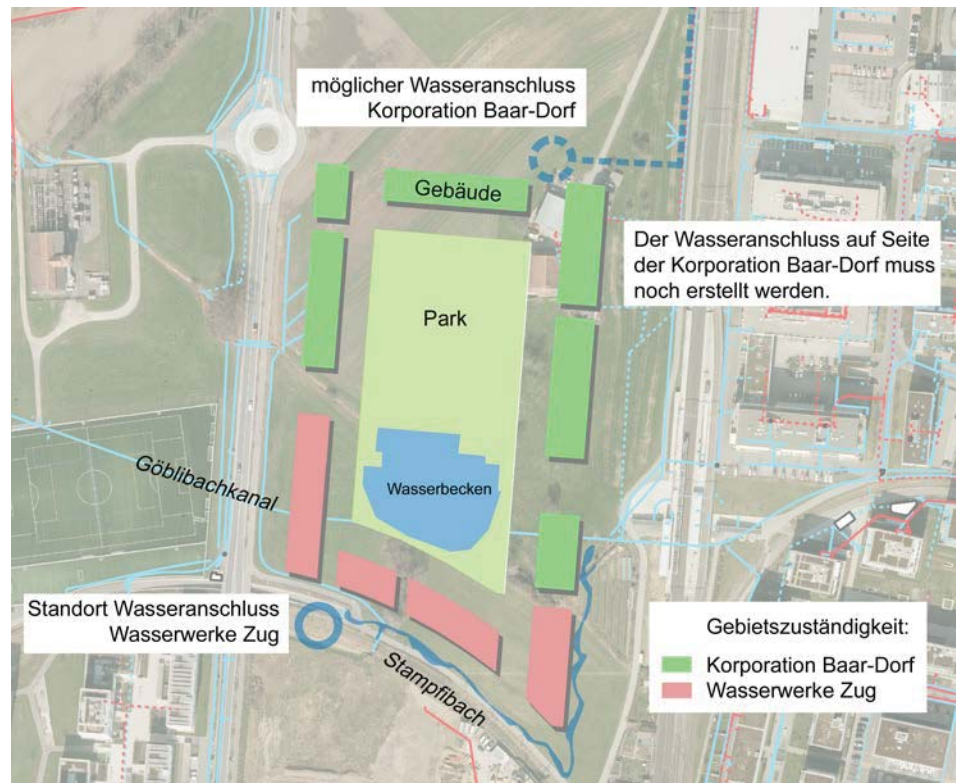 möglicher Wasseranschluss
Korporation Baar-Dorf
Gebäude
Der Wasseranschluss auf Seite
der Korporation Baar-Dorf muss
noch erstellt werden.
Park
Göblibachkanal
Wasserbecken
Standort Wasseranschluss
Wasserwerke Zug
Stampfibach
Gebietszuständigkeit:
Korporation Baar-Dorf
Wasserwerke Zug